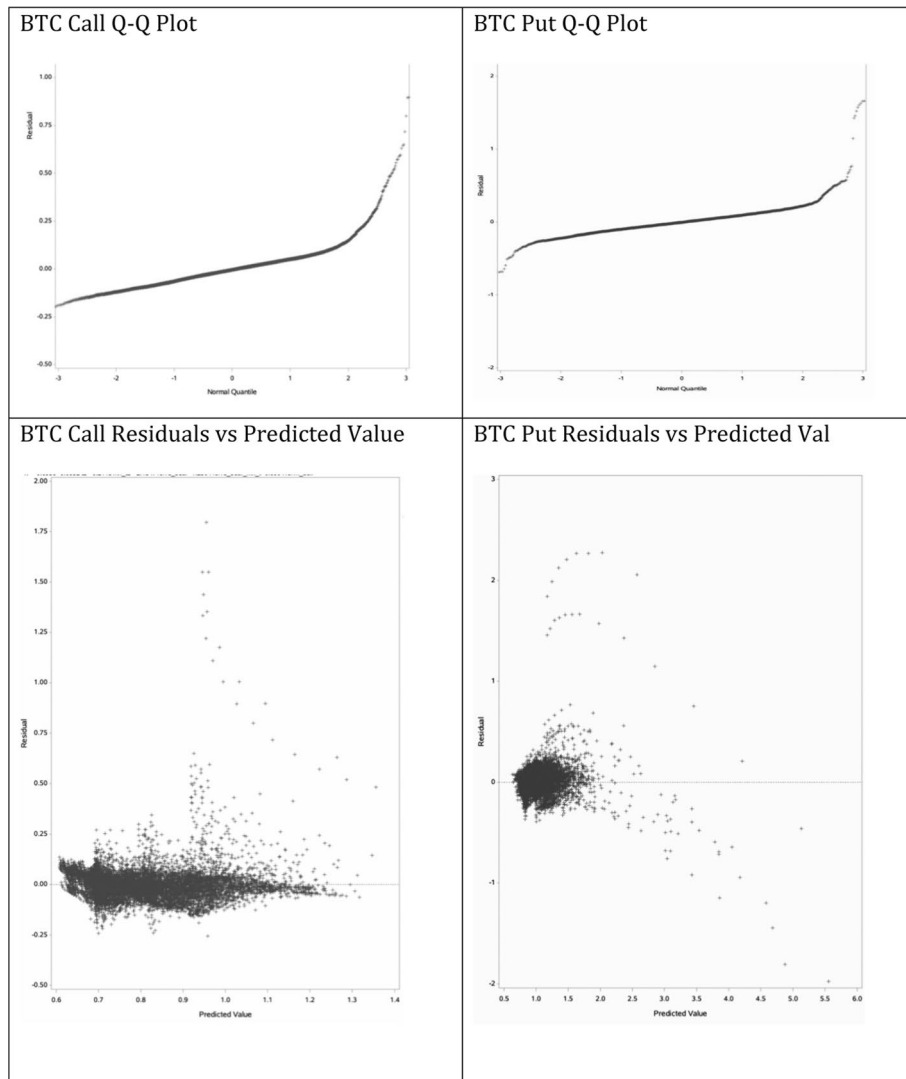 BTC Call Q-Q Plot
1.00
0.75
0.50
0.25
0.00
-0.25
-0.50
Residual
-3 -2 -1 0 1 2 3
Normal Quantile
BTC Put Q-Q Plot
2
1
0
-1
-2
Residual
-3 -2 -1 0 1 2 3
Normal Quantile
BTC Call Residuals vs Predicted Value
2.00
1.75
1.50
1.25
1.00
0.75
0.50
0.25
0.00
-0.25
-0.50
Residual
0.6 0.7 0.8 0.9 1.0 1.1 1.2 1.3 1.4
Predicted Value
BTC Put Residuals vs Predicted Val
3
2
1
0
-1
-2
Residual
0.5 1.0 1.5 2.0 2.5 3.0 3.5 4.0 4.5 5.0 5.5 6.0
Predicted Value